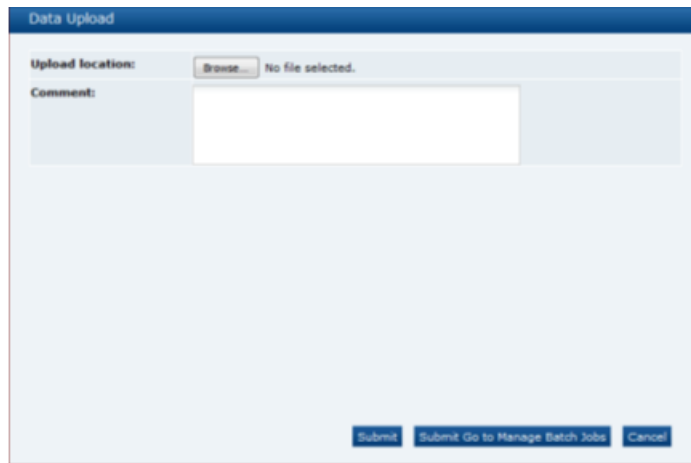 Data Upload
Upload location: Browse... No file selected.
Comment:
Submit Submit Go to Manage Batch Jobs Cancel